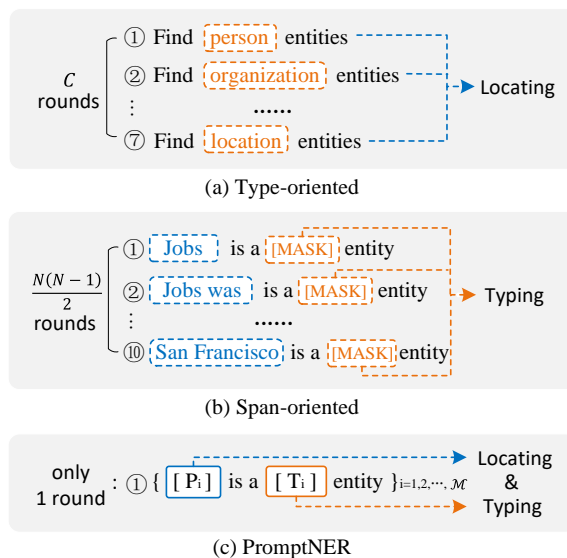 ① Find person entities
C rounds
② Find organization entities
⋮ ......
⑦ Find location entities
Locating
(a) Type-oriented
① Jobs is a [MASK] entity
N(N − 1)
2
rounds
② Jobs was is a [MASK] entity
⋮ ......
⑩ San Francisco is a [MASK] entity
Typing
(b) Span-oriented
only
1 round : ① { [ Pi ] is a [ Ti ] entity }i=1,2,⋯, ℳ
Locating
&
Typing
(c) PromptNER